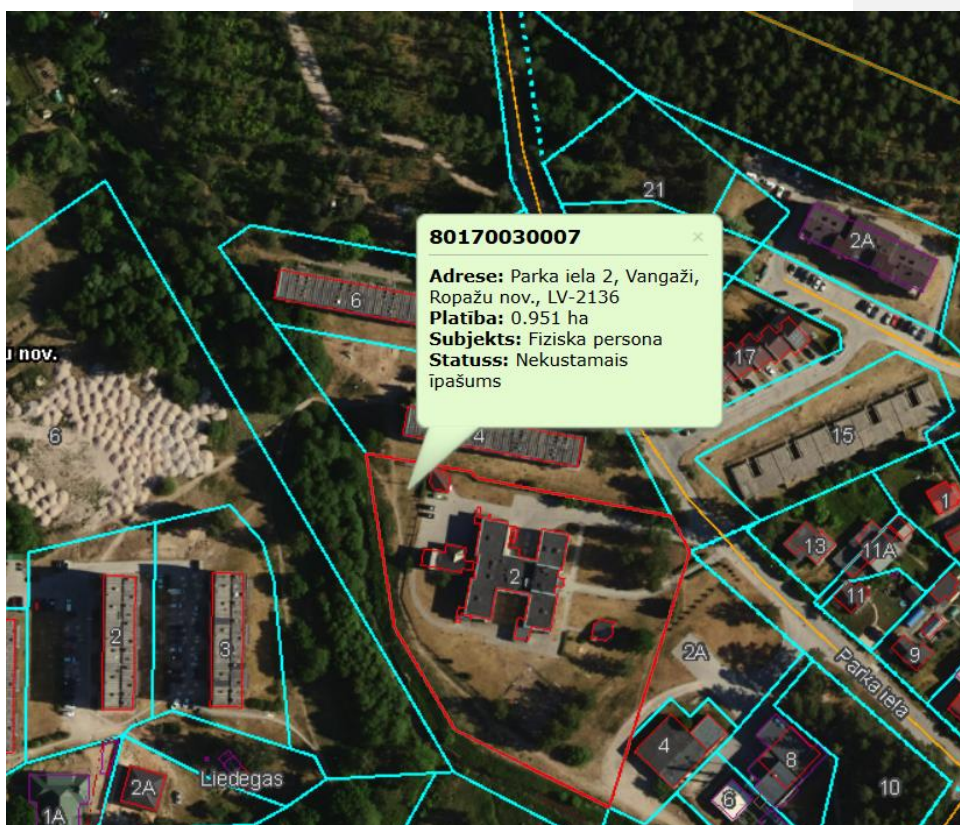 21
2A
80170030007
×
Adrese: Parka iela 2, Vangaži,
Ropažu nov., LV-2136
Platība: 0.951 ha
Subjekts: Fiziska persona
Statuss: Nekustamais
īpašums
6
u nov.
17
4
6
15
1
13
11A
2
11
2A
9
Parka iela
2
3
4
8
Liedegas
2A
10
6
1A